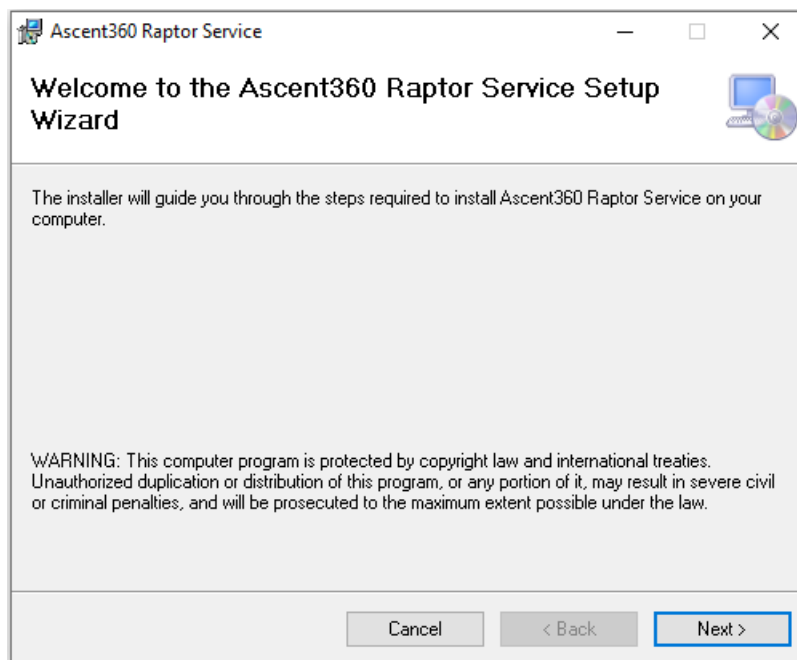 Ascent360 Raptor Service
Welcome to the Ascent360 Raptor Service Setup
Wizard
The installer will guide you through the steps required to install Ascent360 Raptor Service on your
computer.
WARNING: This computer program is protected by copyright law and international treaties.
Unauthorized duplication or distribution of this program, or any portion of it, may result in severe civil
or criminal penalties, and will be prosecuted to the maximum extent possible under the law.
Cancel
< Back
Next >